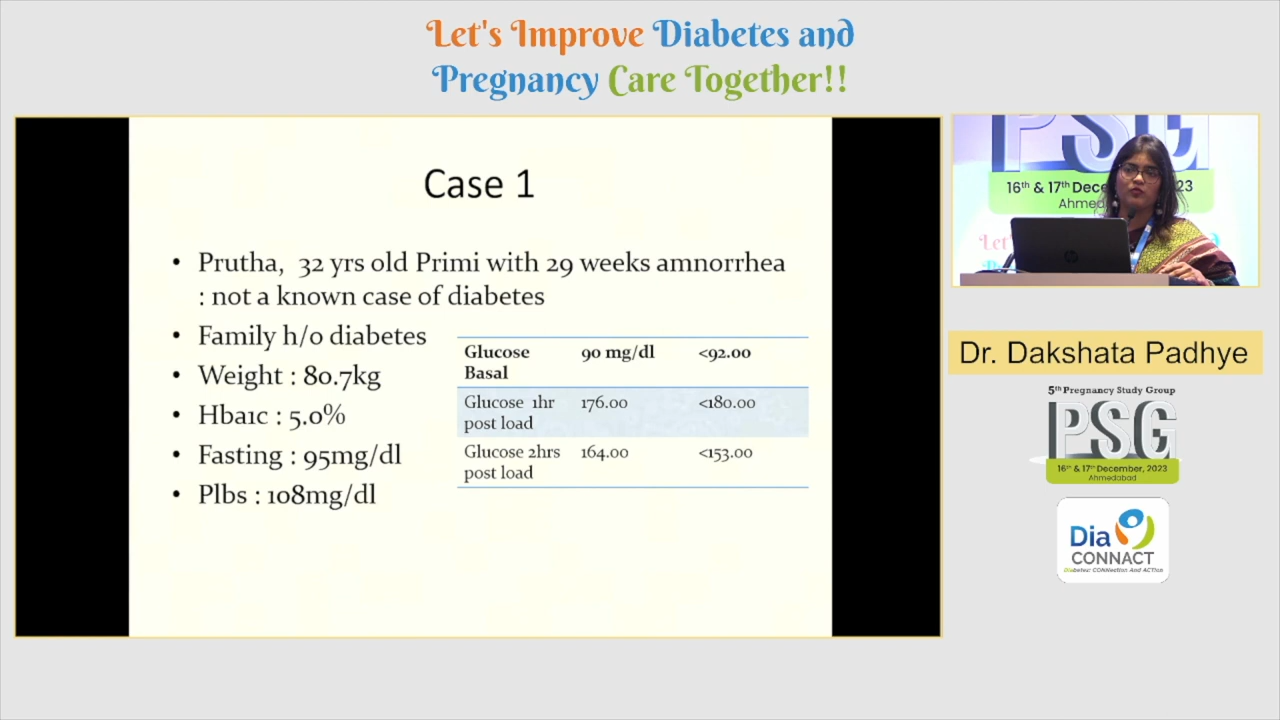 Let's Improve Diabetes and
Pregnancy Care Together!!
Case 1
• Prutha, 32 yrs old Primi with 29 weeks amnorrhea
: not a known case of diabetes
• Family h/o diabetes
• Weight : 80.7kg
• Hba1c : 5.0%
• Fasting : 95mg/dl
• Plbs : 108mg/dl
Glucose Basal 90 mg/dl <92.00
Glucose 1hr post load 176.00 <180.00
Glucose 2hrs post load 164.00 <153.00
PSG
16th & 17th Dece 23
Ahmed
Let's
Dr. Dakshata Padhye
5th Pregnancy Study Group
PSG
16th & 17th December, 2023
Ahmedabad
Dia
CONNACT
Diabetes: CONnection And ACTion